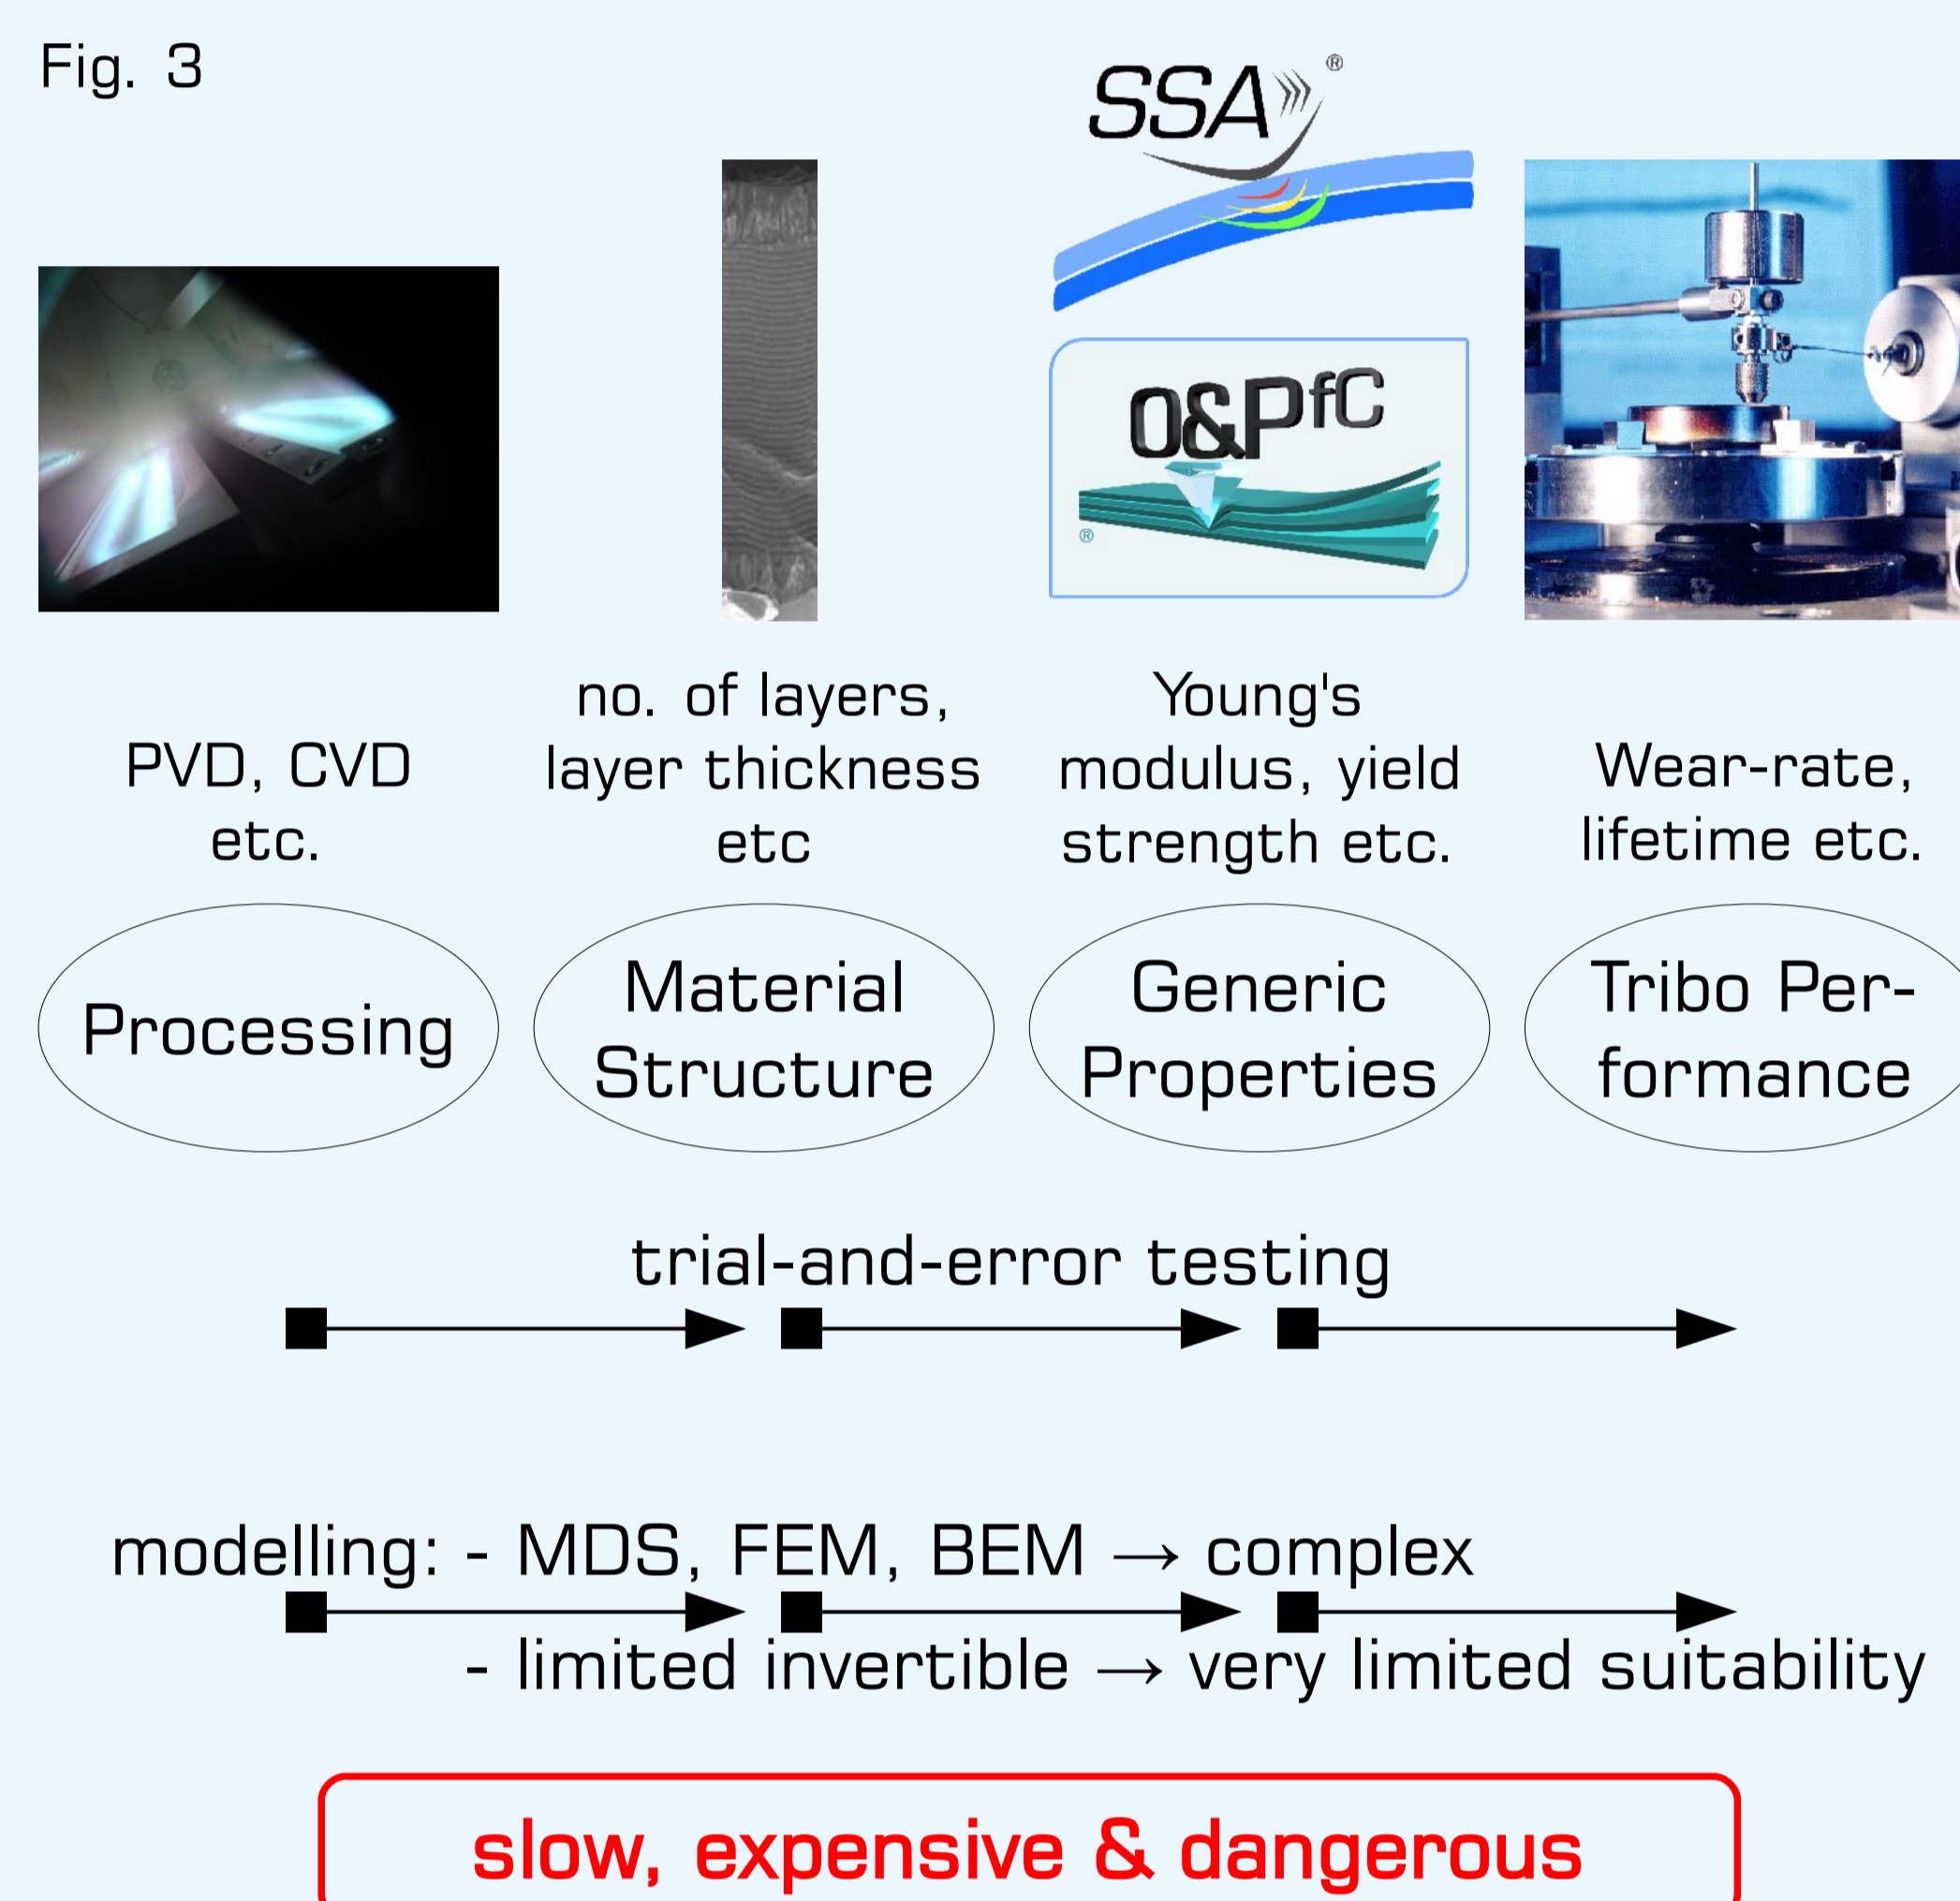 Fig. 3
SSA ®
O&PfC
®
PVD, CVD
etc.
no. of layers,
layer thickness
etc
Young's
modulus, yield
strength etc.
Wear-rate,
lifetime etc.
Processing
Material
Structure
Generic
Properties
Tribo Per-
formance
trial-and-error testing
modelling: - MDS, FEM, BEM → complex
- limited invertible → very limited suitability
slow, expensive & dangerous